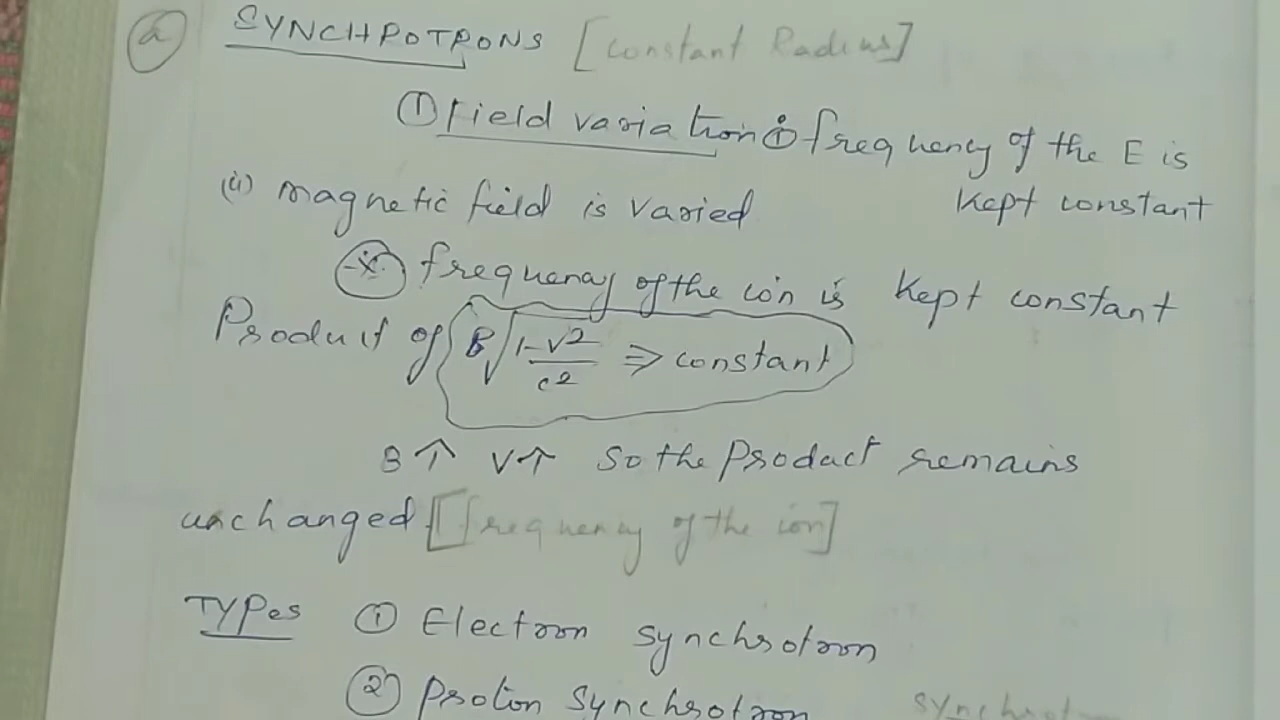 (2) SYNCHROTRONS [constant Radius]
① Field variation ① frequency of the E is
kept constant
(ii) magnetic field is varied
frequency of the ion is kept constant
Product of B√1-v²/c² ⇒ constant
B↑ V↑ so the Product remains
unchanged [frequency of the ion]
TYPes ① Electron synchrotron
② Proton Synchrotron